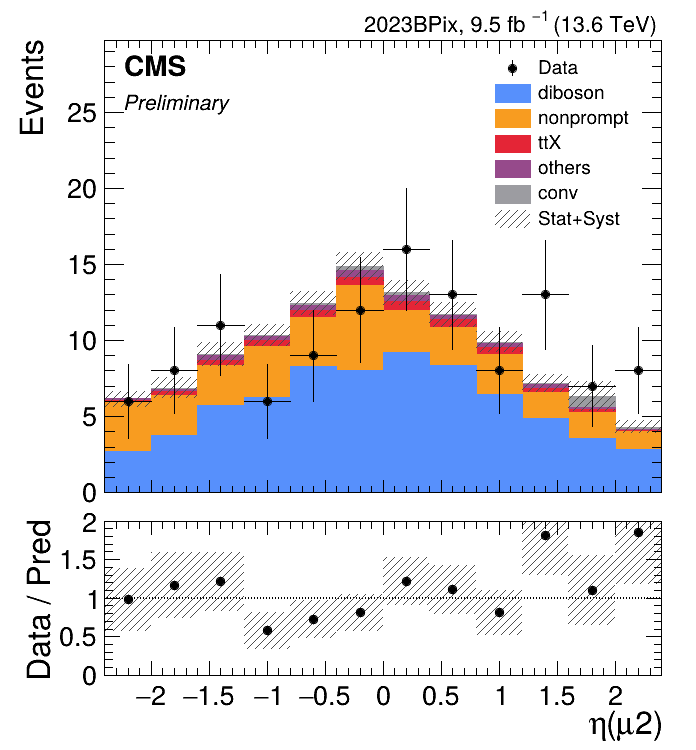 2023BPix, 9.5 fb⁻¹ (13.6 TeV)
Events
CMS
Preliminary
Data
diboson
nonprompt
ttX
others
conv
Stat+Syst
25
20
15
10
5
0
Data / Pred
2
1.5
1
0.5
0
−2 −1.5 −1 −0.5 0 0.5 1 1.5 2
η(μ2)